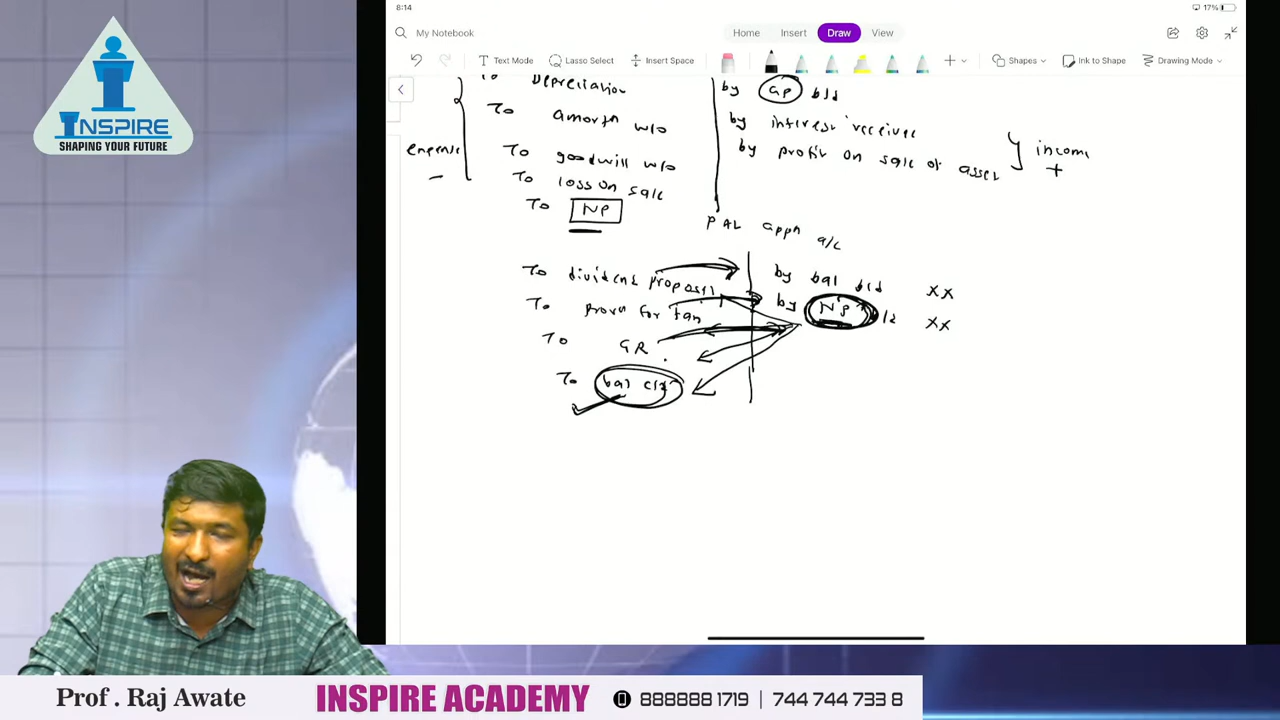 8:14
17%
My Notebook
Home Insert Draw View
Text Mode Lasso Select Insert Space Shapes Ink to Shape Drawing Mode
To Depreciation
by GP b/d
To amortn w/o
by interest received
expense
To goodwill w/o
by profit on sale of asset
income
To loss on sale
+
To NP
P&L appn a/c
To dividend proposed
by bal b/d xx
To provn for tax
by NP b/d xx
To GR
To bal c/d
INSPIRE
SHAPING YOUR FUTURE
Prof . Raj Awate INSPIRE ACADEMY 888888 1719 | 744 744 733 8